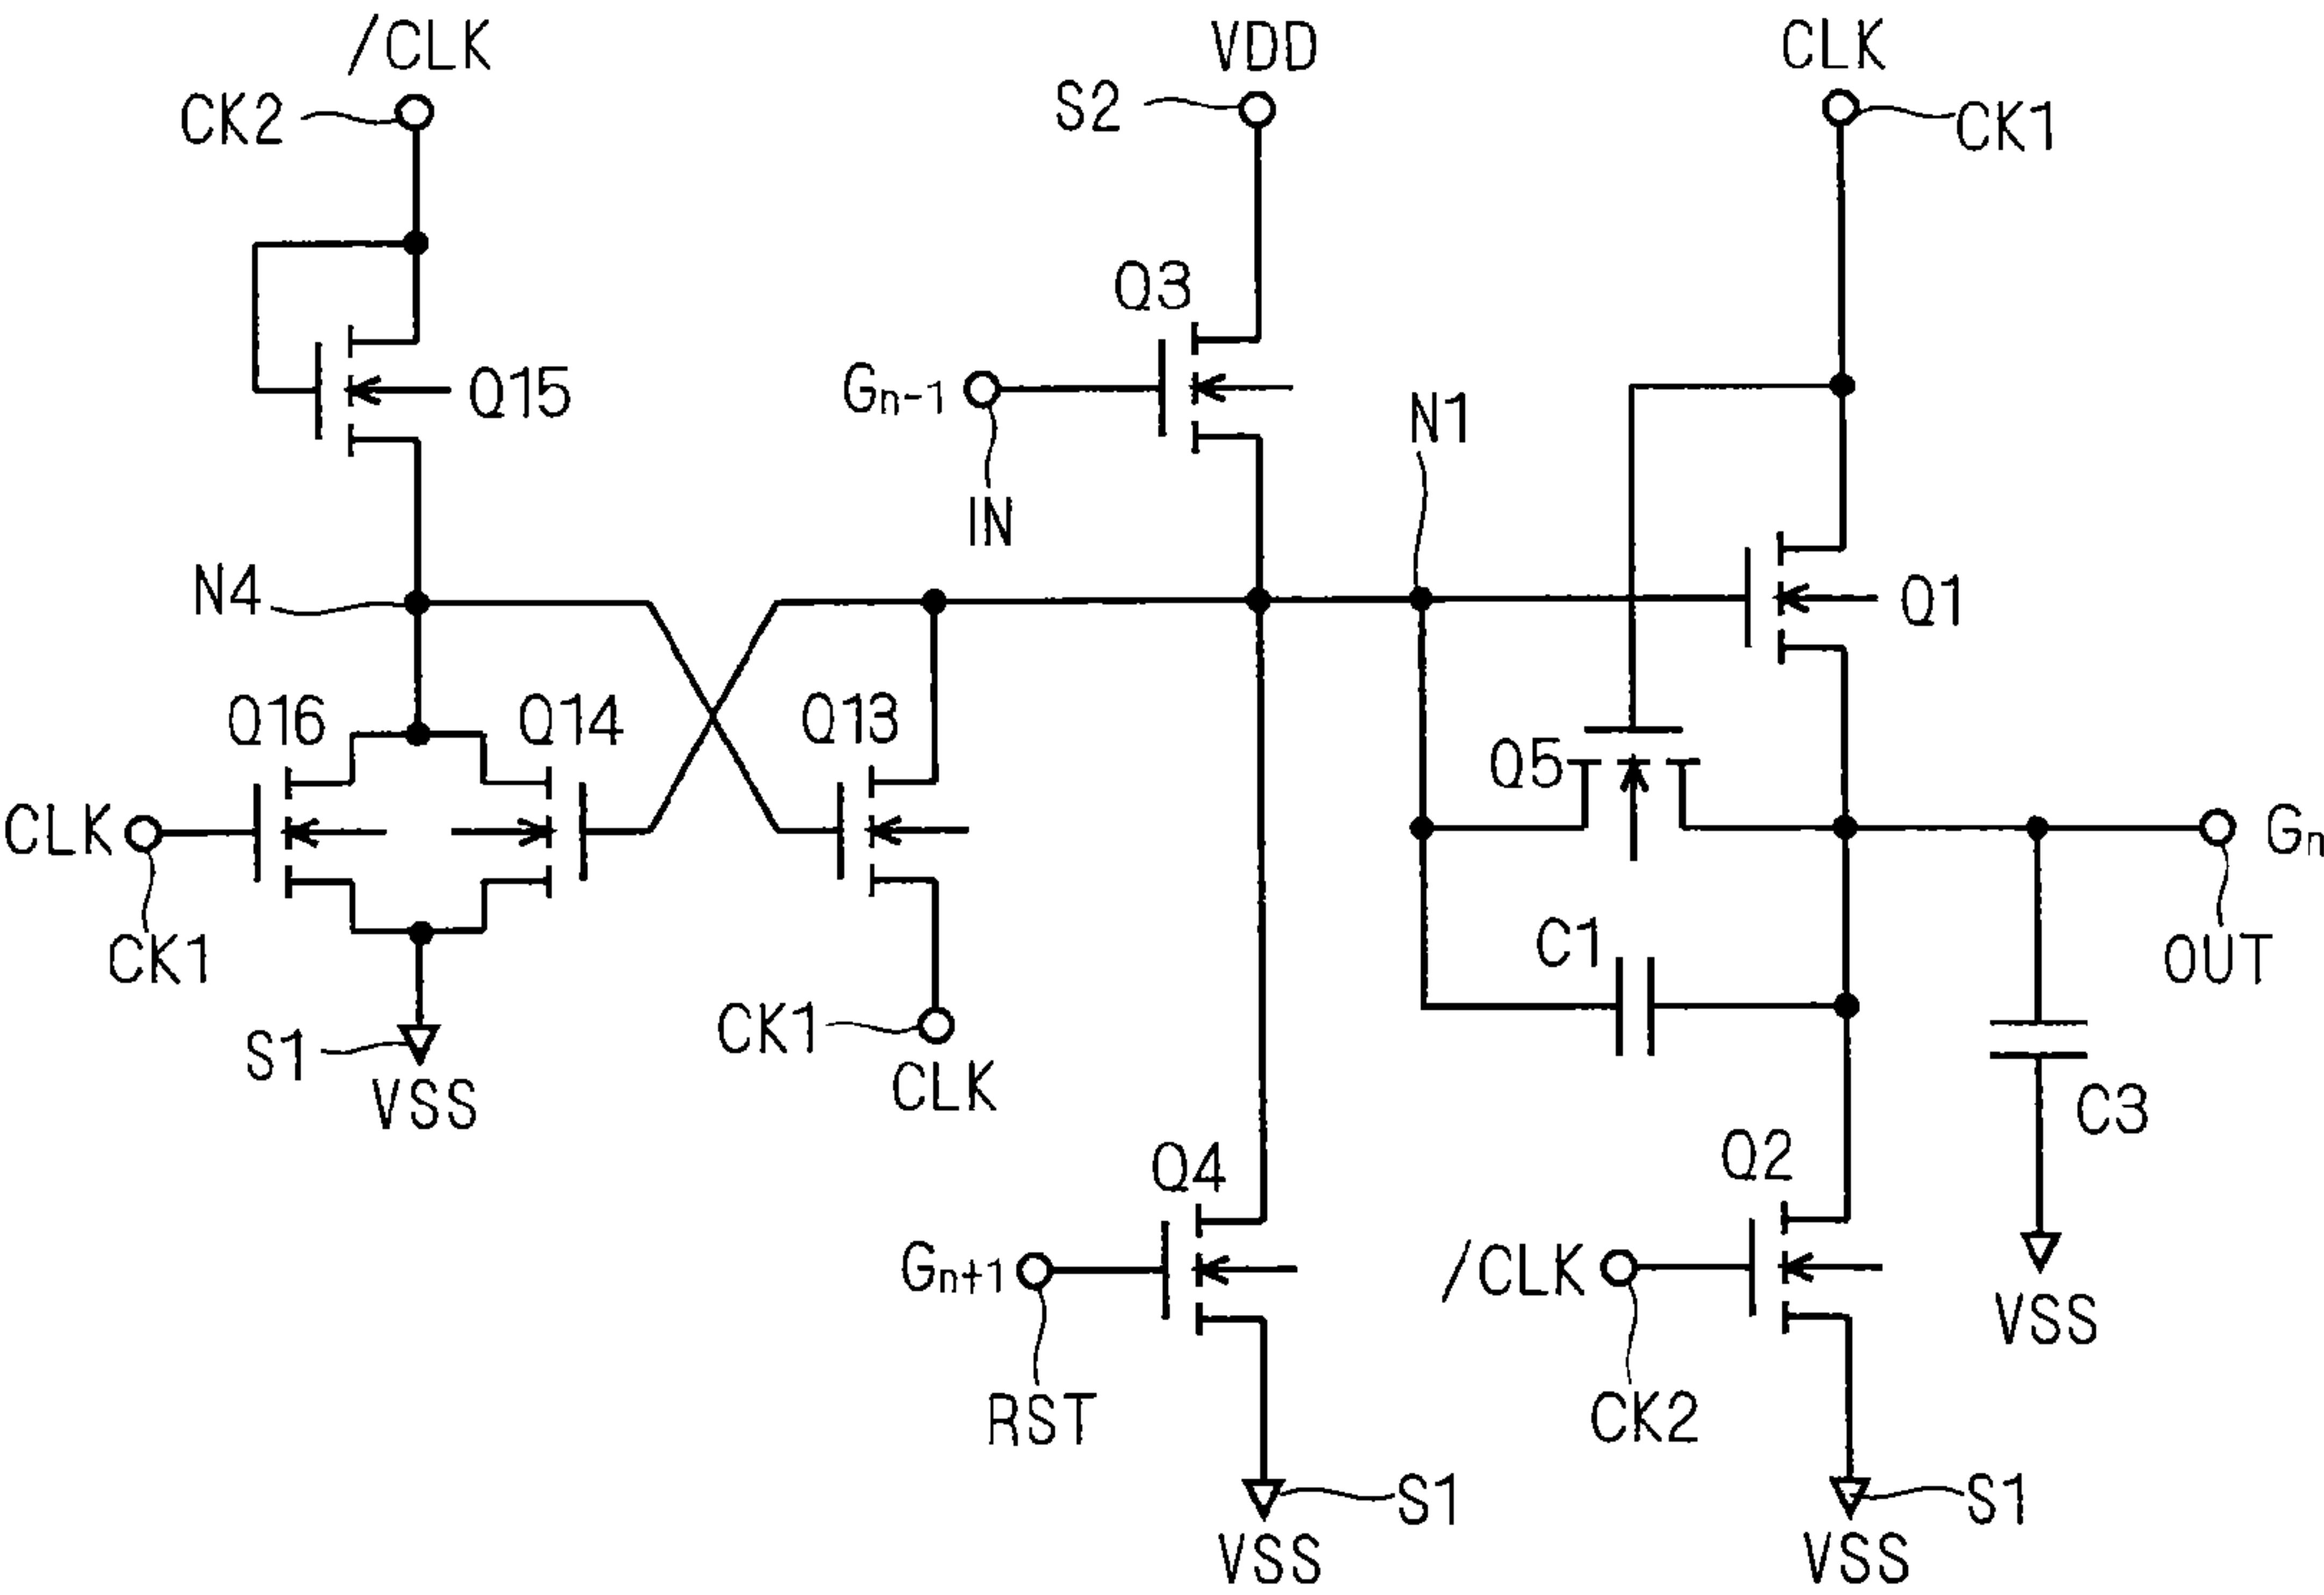 /CLK
VDD
CLK
CK2
S2
CK1
Q3
Q15
Gn-1
N1
IN
N4
Q1
Q16
Q14
Q13
Q5
CLK
Gn
CK1
C1
OUT
S1
CK1
VSS
CLK
C3
Q4
Q2
Gn+1
/CLK
VSS
RST
CK2
S1
S1
VSS
VSS